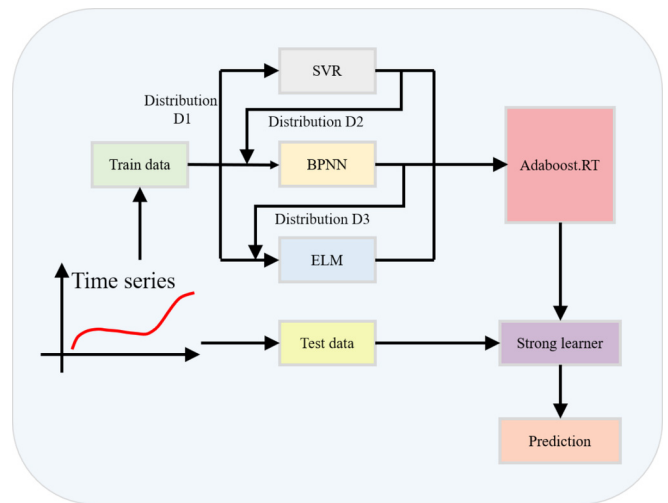 SVR
Distribution
D1
Distribution D2
Train data
BPNN
Adaboost.RT
Distribution D3
ELM
Time series
Test data
Strong learner
Prediction